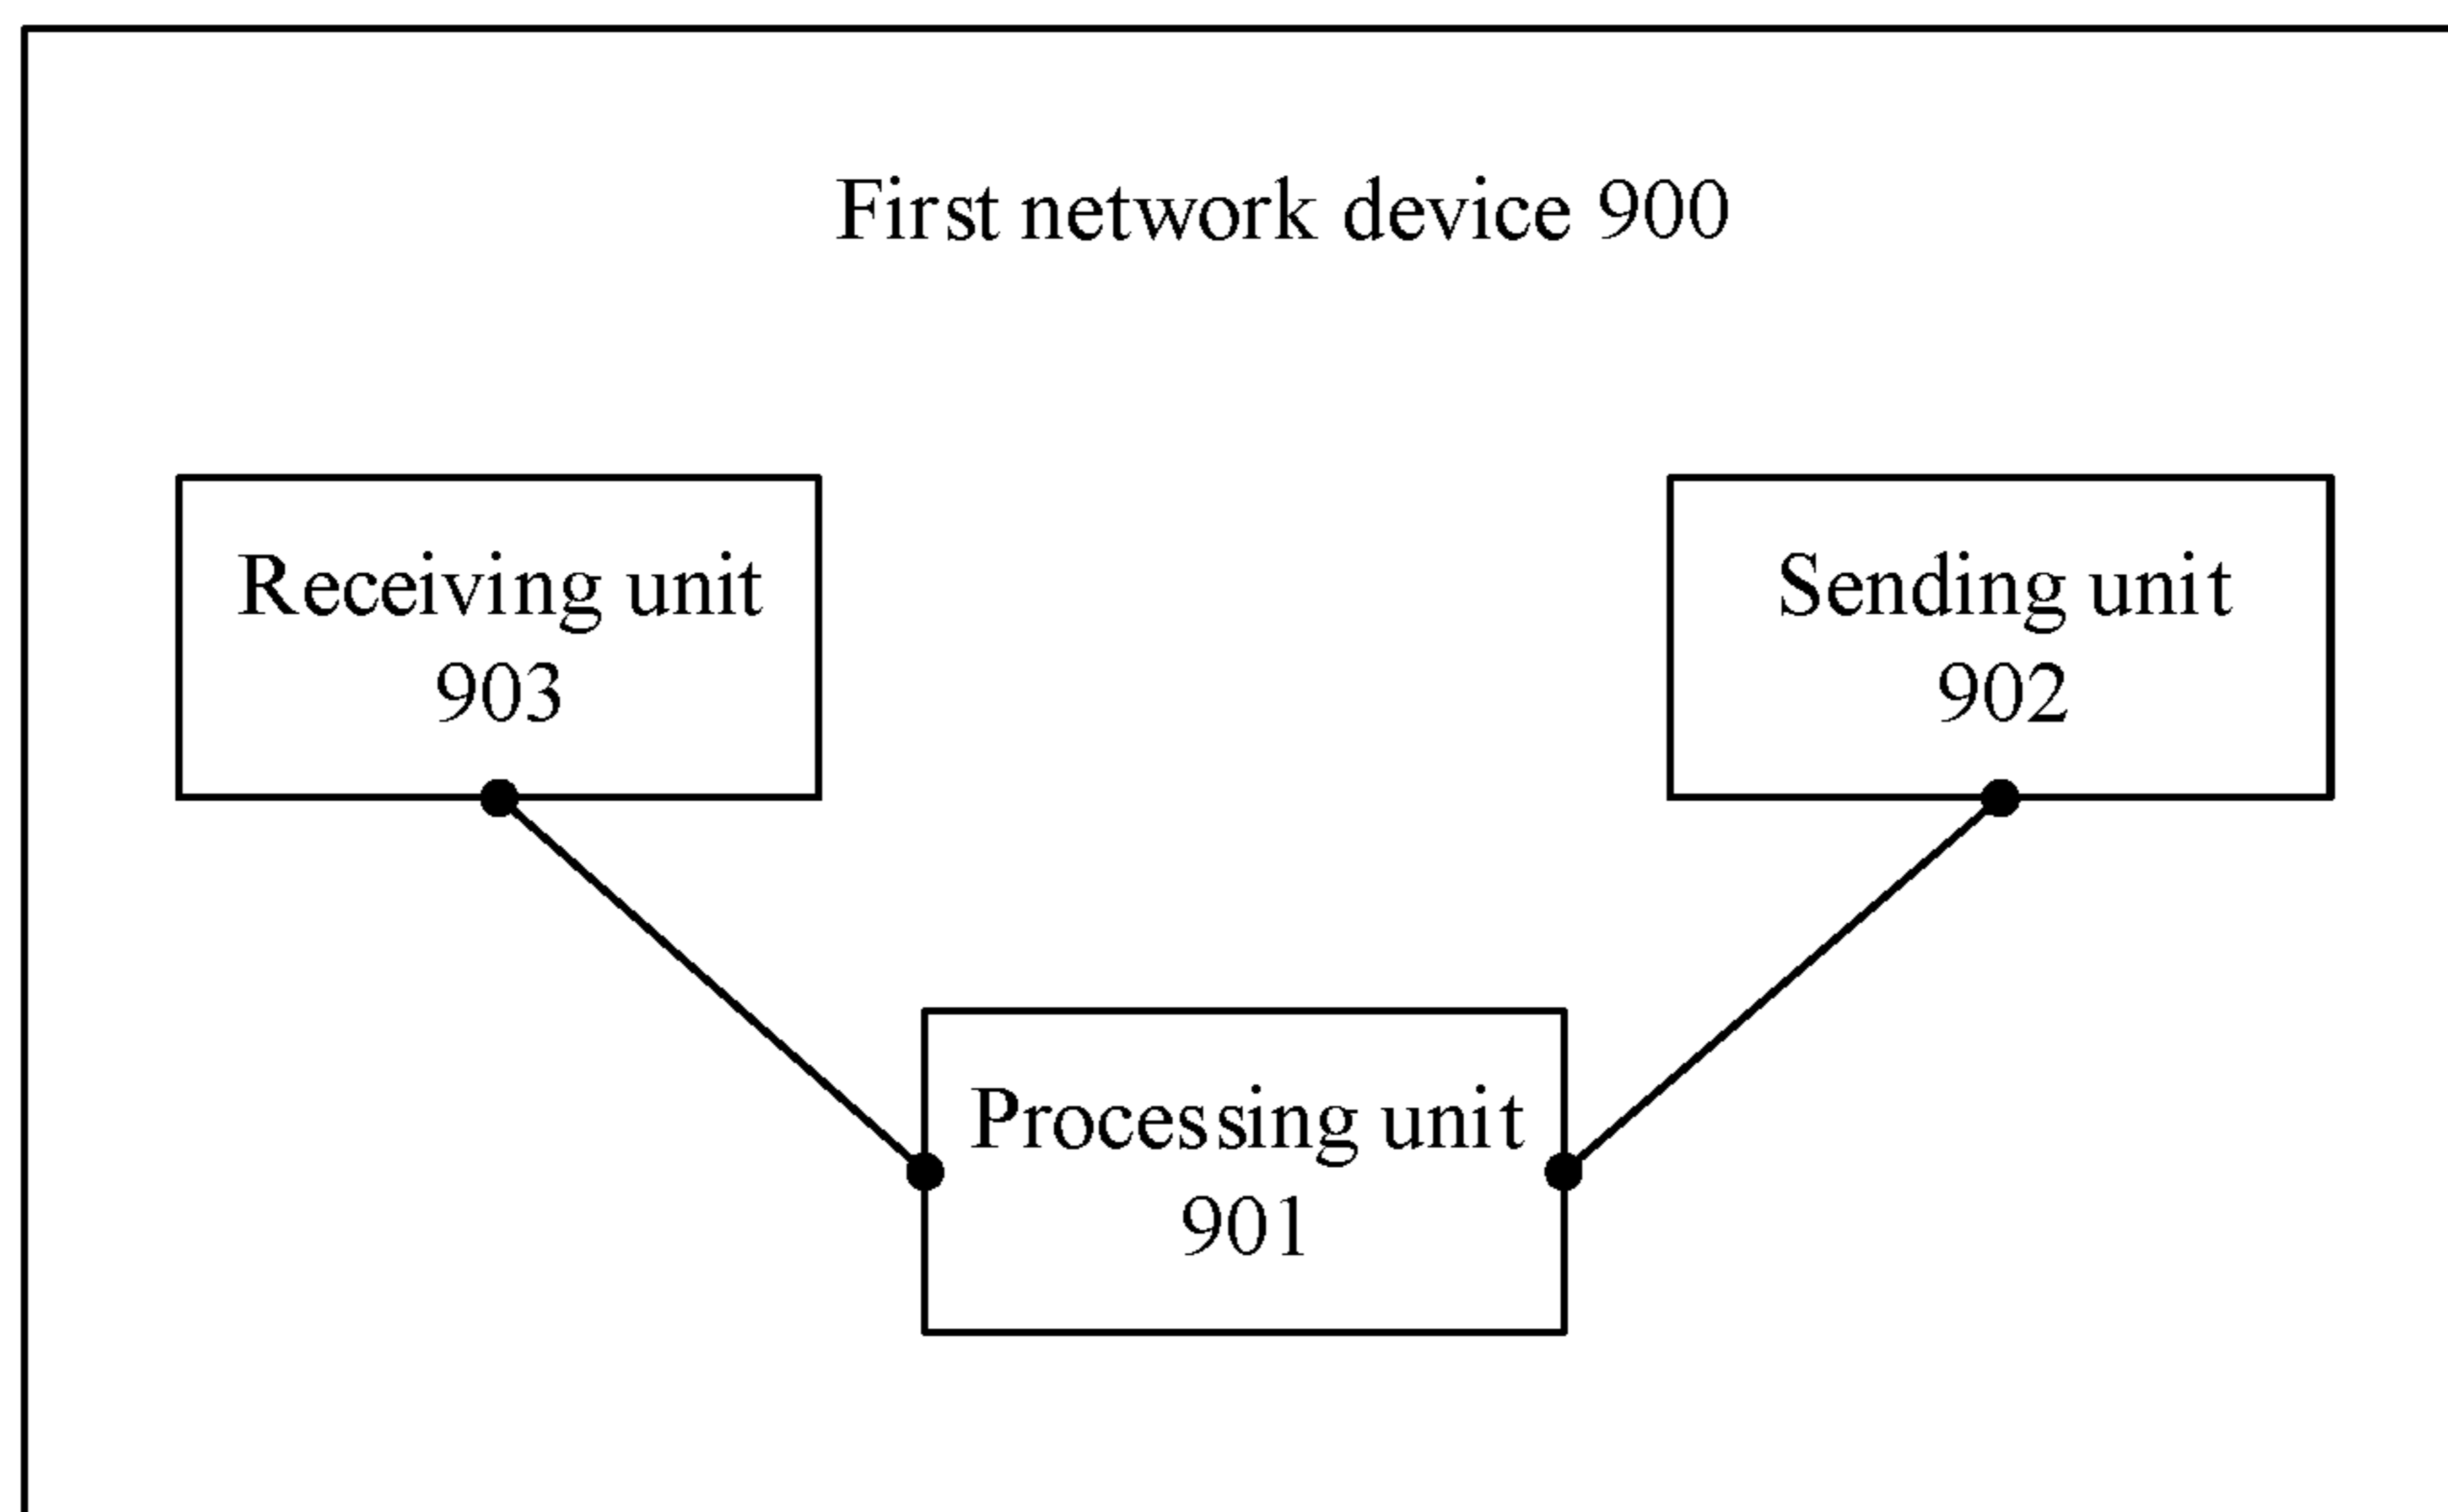 First network device 900
Receiving unit
903
Sending unit
902
Processing unit
901